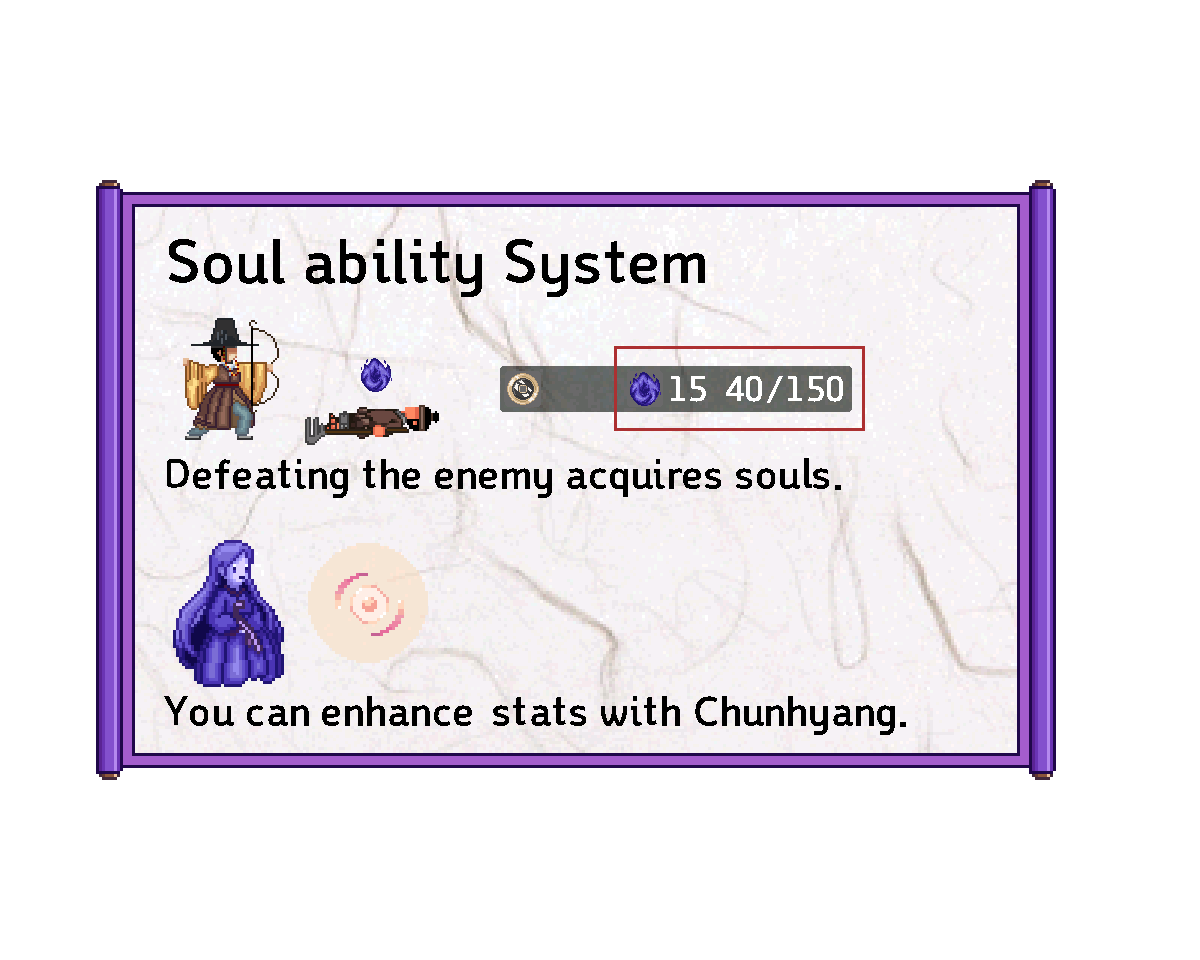 Soul ability System
15 40/150
Defeating the enemy acquires souls.
You can enhance stats with Chunhyang.